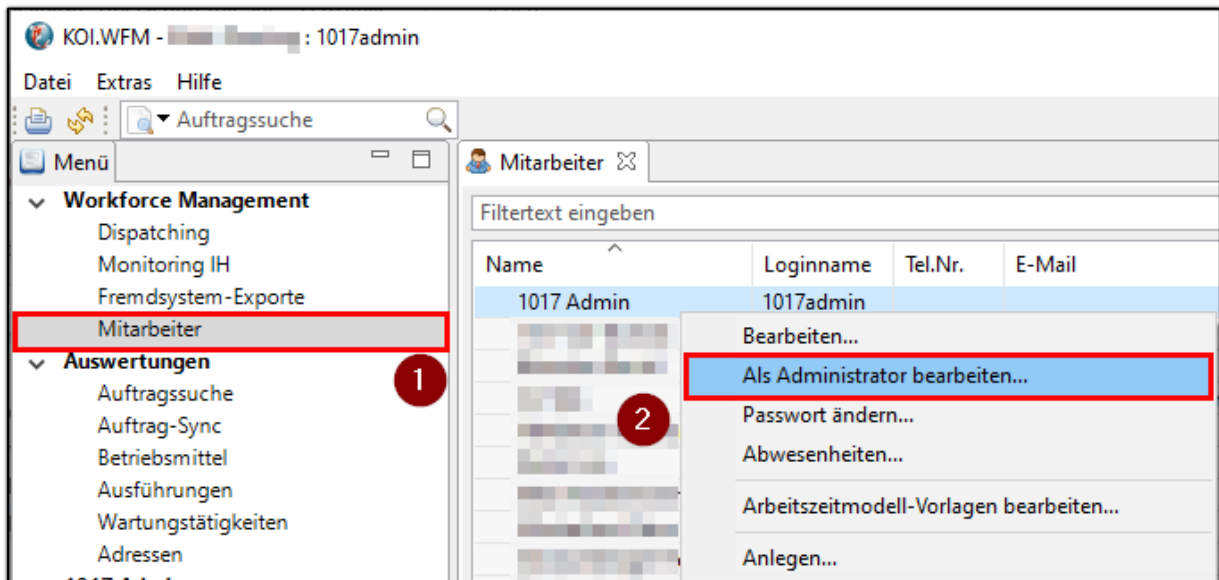 KOI.WFM - : 1017admin
Datei Extras Hilfe
Auftragssuche
Menü
Mitarbeiter
Workforce Management
Dispatching
Monitoring IH
Fremdsystem-Exporte
Mitarbeiter
1
Auswertungen
Auftragssuche
Auftrag-Sync
Betriebsmittel
Ausführungen
Wartungstätigkeiten
Adressen
Filtertext eingeben
Name Loginname Tel.Nr. E-Mail
1017 Admin 1017admin
2
Bearbeiten...
Als Administrator bearbeiten...
Passwort ändern...
Abwesenheiten...
Arbeitszeitmodell-Vorlagen bearbeiten...
Anlegen...